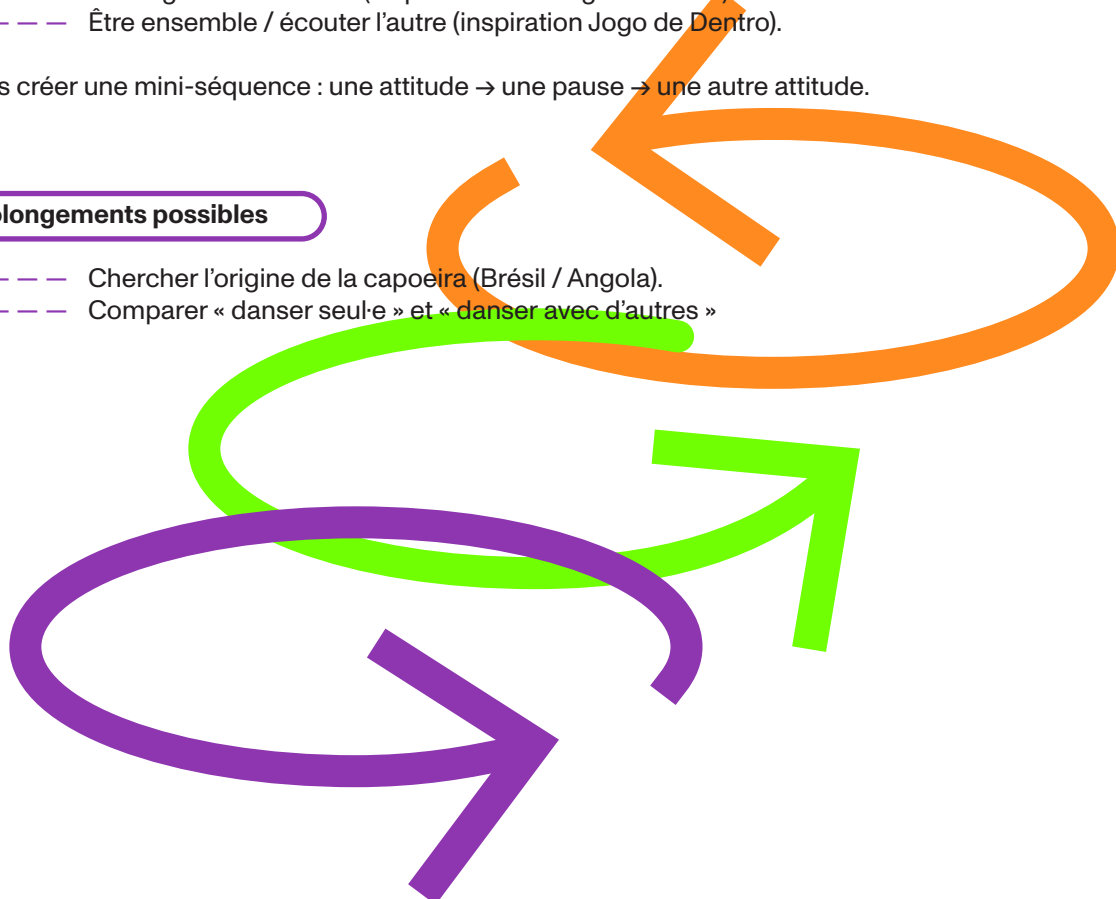 Être ensemble / écouter l’autre (inspiration Jogo de Dentro).
créer une mini-séquence : une attitude → une pause → une autre attitude.
possibles
Chercher l’origine de la capoeira (Brésil / Angola).
Comparer « danser seul·e » et « danser avec d’autres »